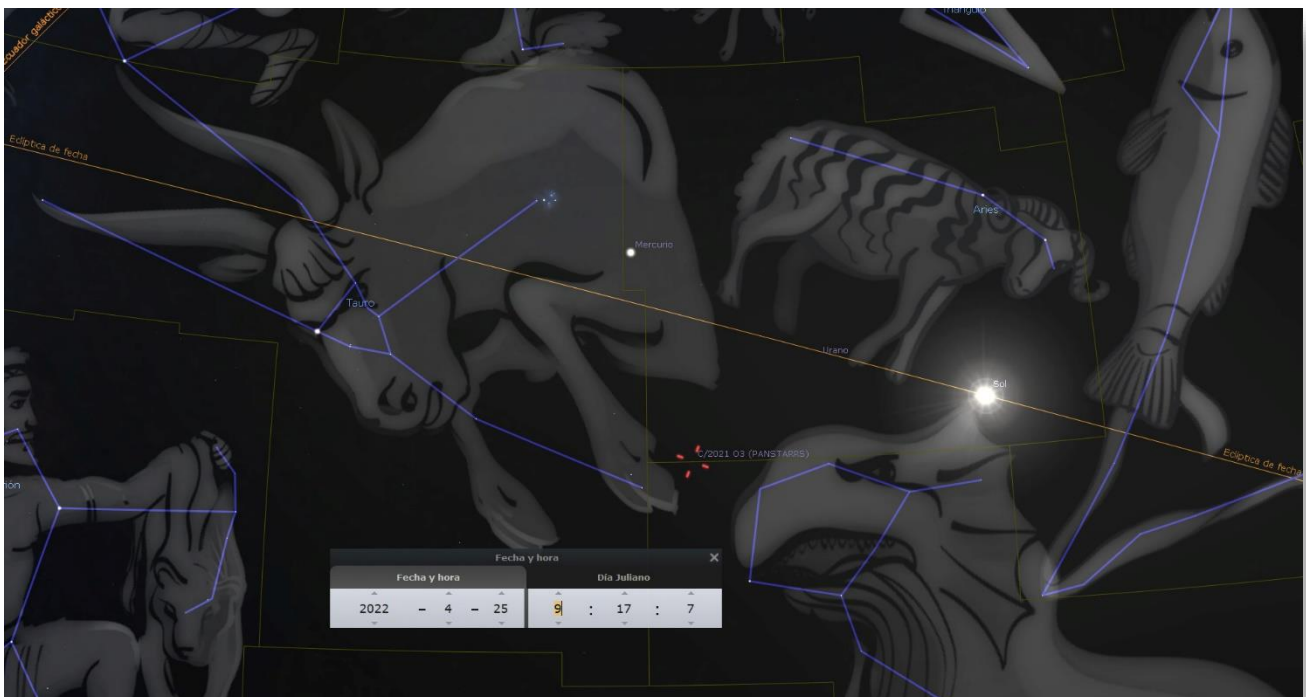 Triángulo
Ecuador galáctico
Eclíptica de fecha
Aries
Mercurio
Tauro
Urano
Sol
C/2021 O3 (PANSTARRS)
Eclíptica de fecha
Fecha y hora ×
Fecha y hora Día Juliano
2022 - 4 - 25 9 : 17 : 7